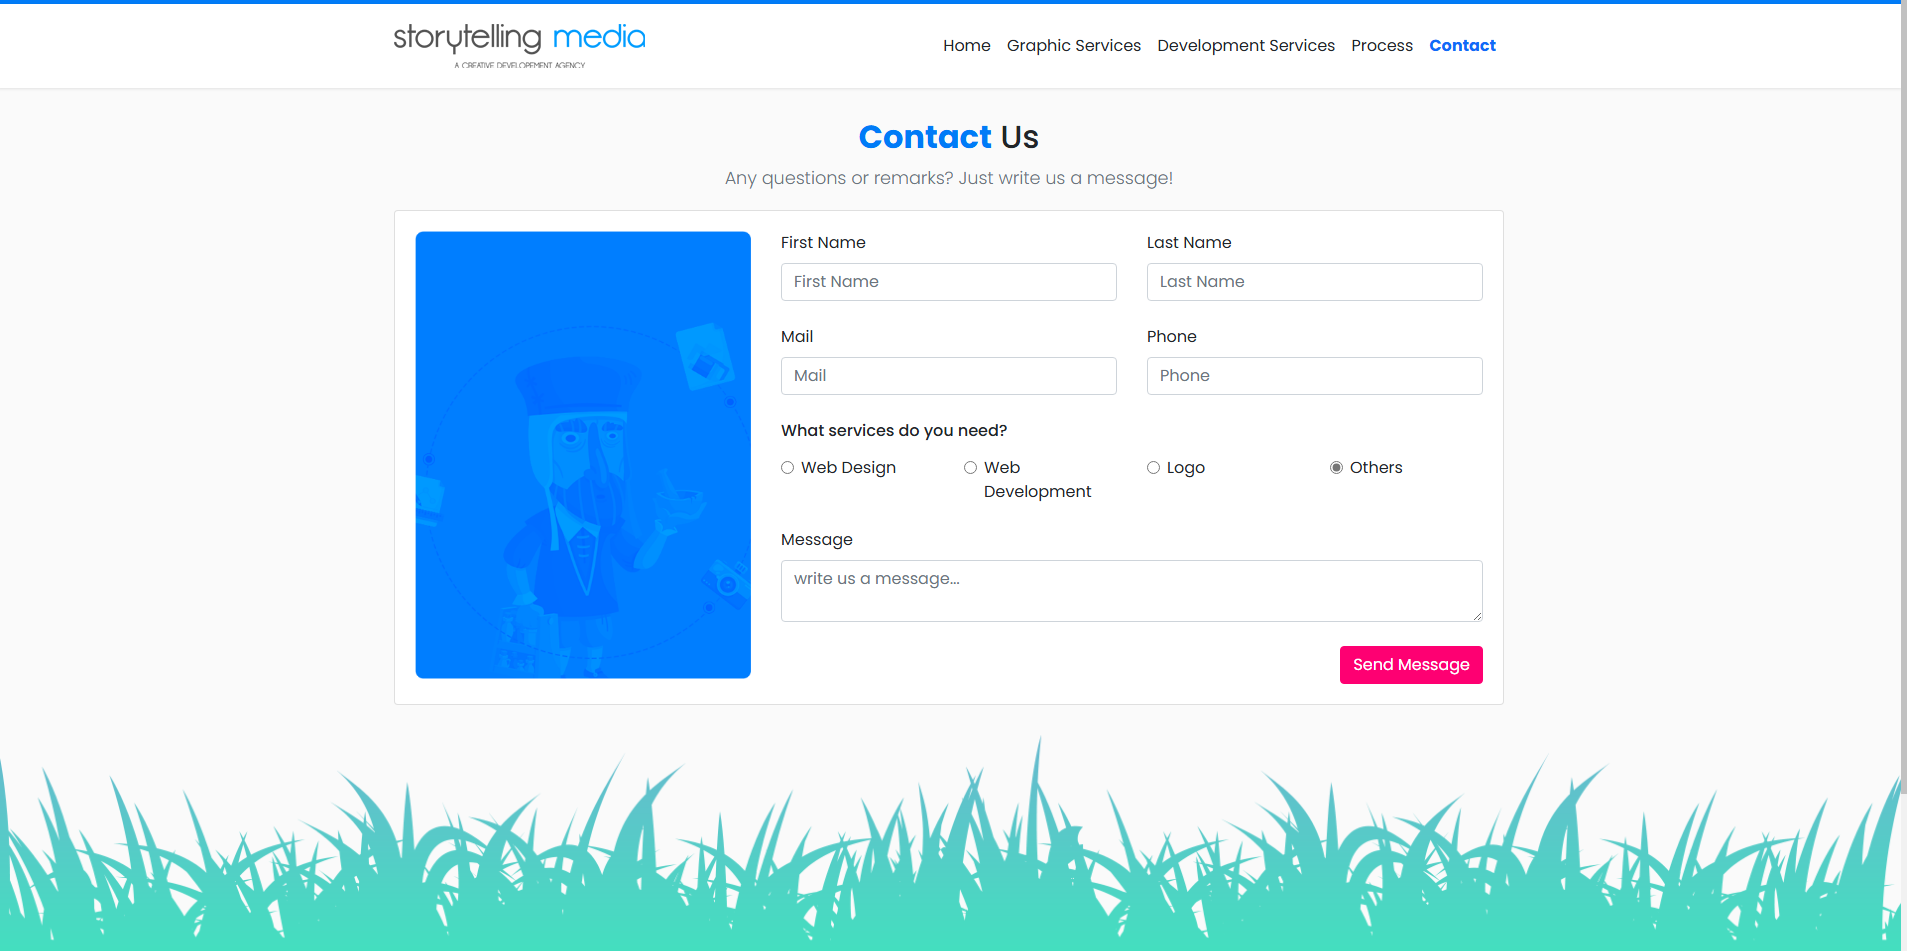 storytelling media
A CREATIVE DEVELOPEMENT AGENCY
Home Graphic Services Development Services Process Contact
Contact Us
Any questions or remarks? Just write us a message!
First Name Last Name
First Name Last Name
Mail Phone
Mail Phone
What services do you need?
Web Design Web Development Logo Others
Message
write us a message...
Send Message